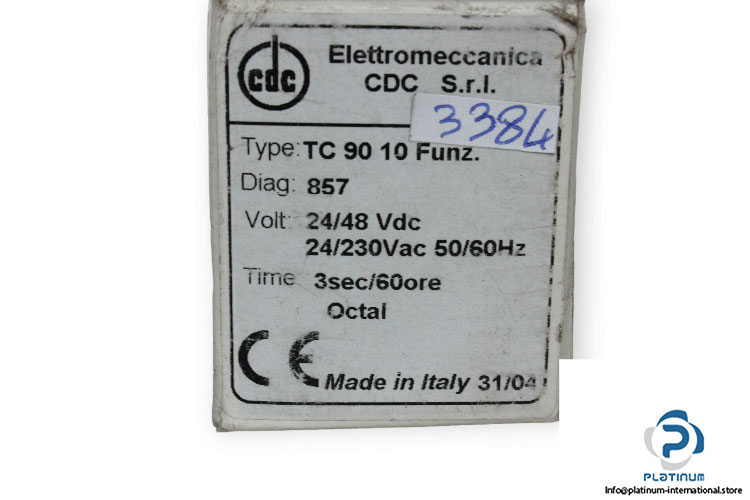 cdc
Elettromeccanica
CDC S.r.l.
3384
Type: TC 90 10 Funz.
Diag: 857
Volt: 24/48 Vdc
24/230Vac 50/60Hz
Time 3sec/60ore
Octal
CE Made in Italy 31/04
P
PLATINUM
Info@platinum-international.store